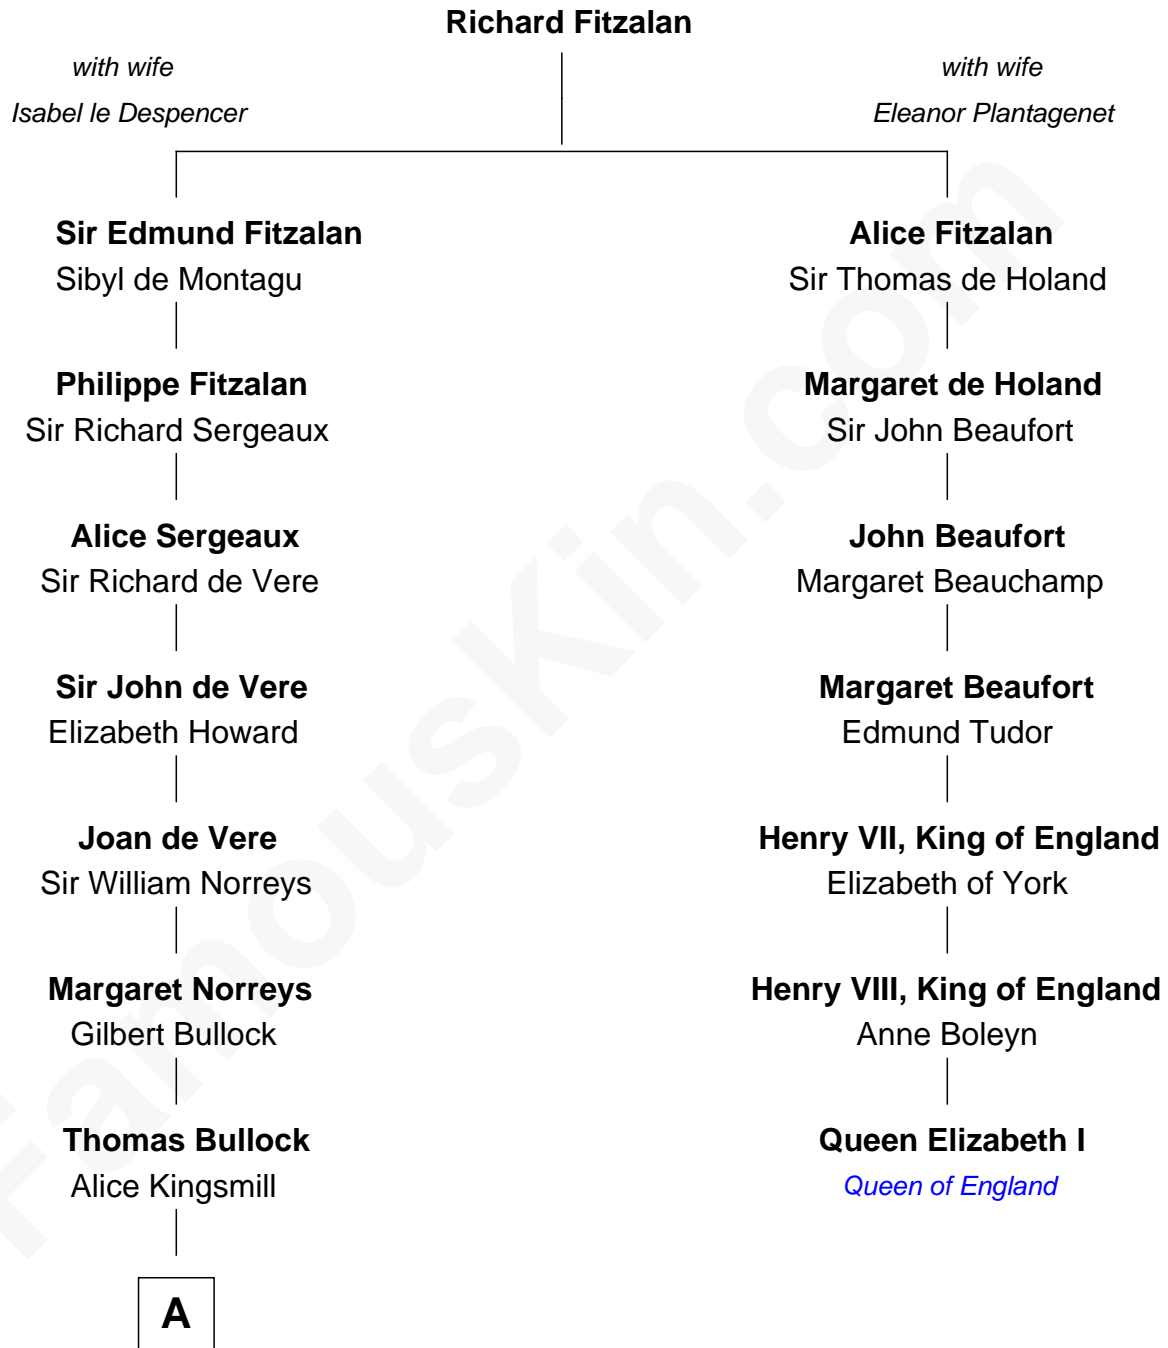 Richard Fitzalan
with wife
Isabel le Despencer
with wife
Eleanor Plantagenet
Sir Edmund Fitzalan
Sibyl de Montagu
Alice Fitzalan
Sir Thomas de Holand
Philippe Fitzalan
Sir Richard Sergeaux
Margaret de Holand
Sir John Beaufort
Alice Sergeaux
Sir Richard de Vere
John Beaufort
Margaret Beauchamp
Sir John de Vere
Elizabeth Howard
Margaret Beaufort
Edmund Tudor
Joan de Vere
Sir William Norreys
Henry VII, King of England
Elizabeth of York
Margaret Norreys
Gilbert Bullock
Henry VIII, King of England
Anne Boleyn
Thomas Bullock
Alice Kingsmill
Queen Elizabeth I
Queen of England
A
FamousKin.com